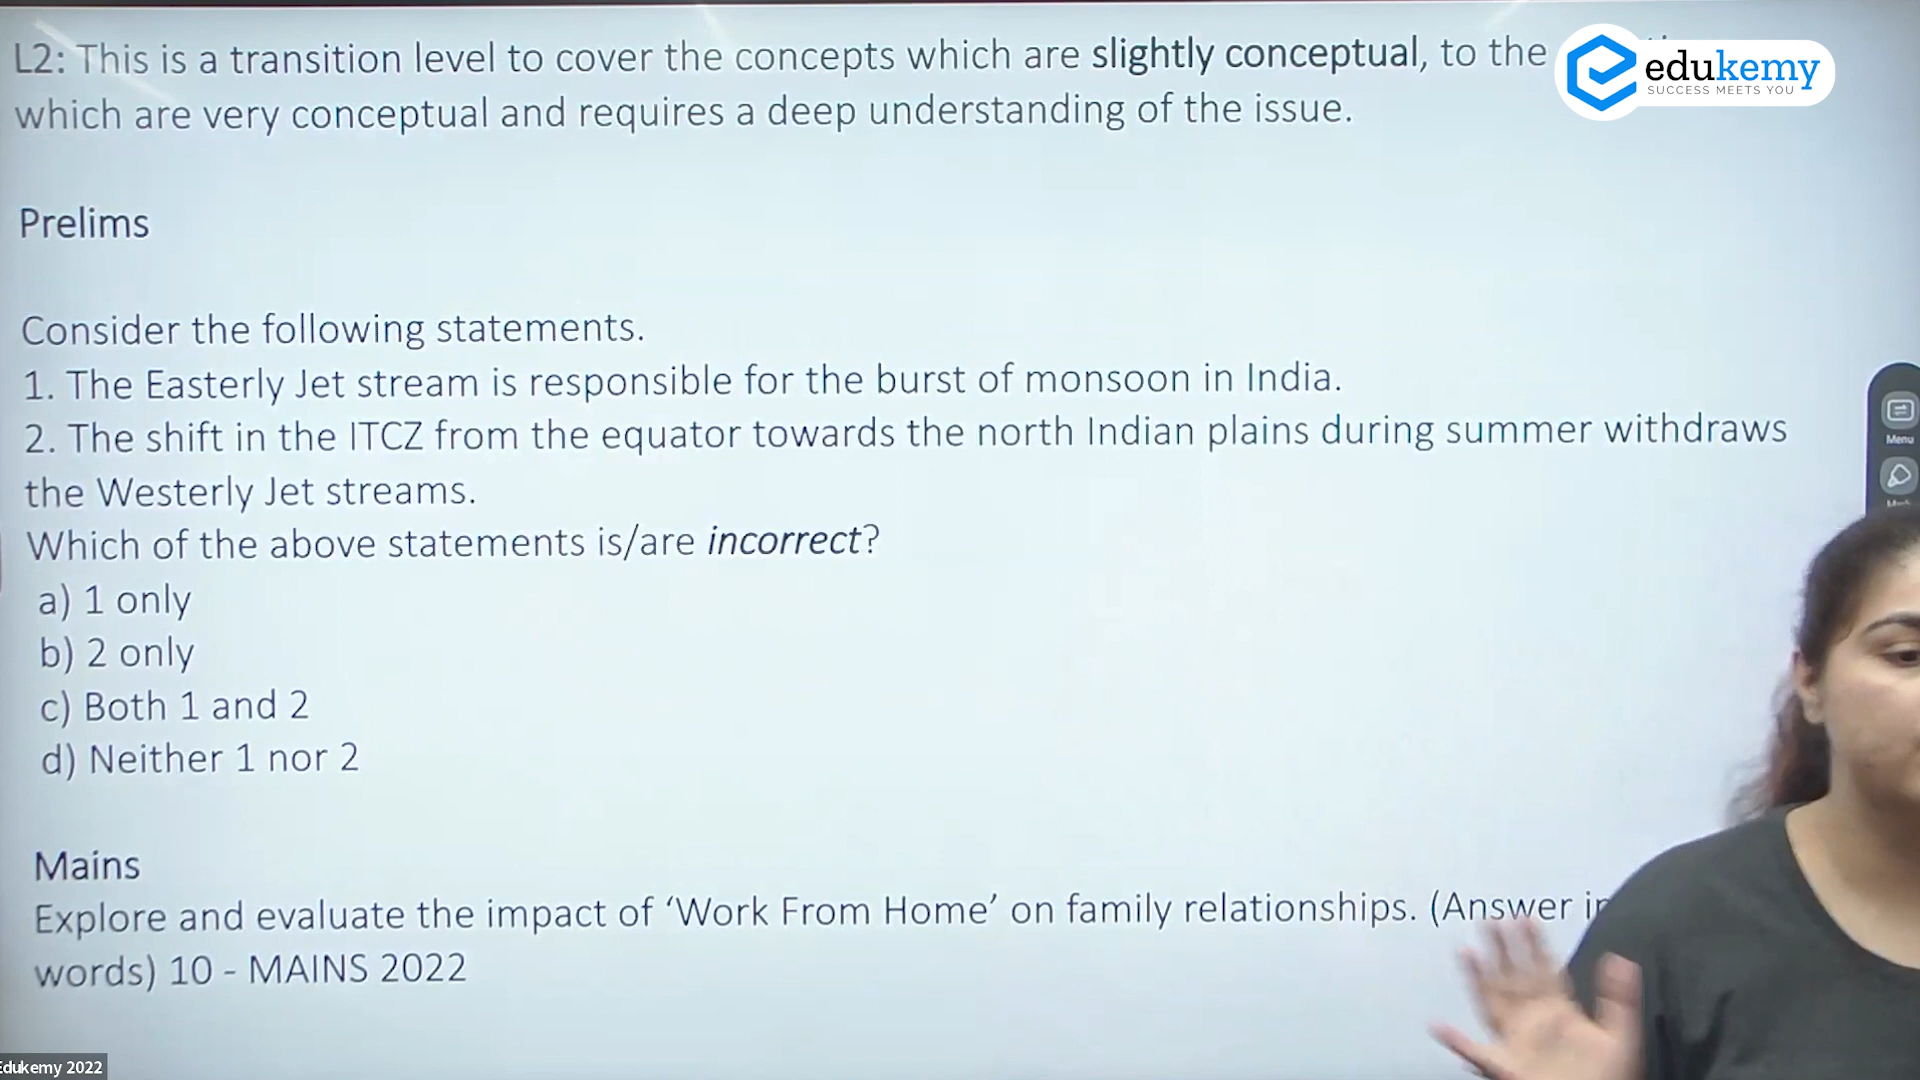 L2: This is a transition level to cover the concepts which are slightly conceptual, to the
which are very conceptual and requires a deep understanding of the issue.
edukemy
SUCCESS MEETS YOU
Prelims
Consider the following statements.
1. The Easterly Jet stream is responsible for the burst of monsoon in India.
2. The shift in the ITCZ from the equator towards the north Indian plains during summer withdraws
the Westerly Jet streams.
Which of the above statements is/are incorrect?
a) 1 only
b) 2 only
c) Both 1 and 2
d) Neither 1 nor 2
Menu
Mains
Explore and evaluate the impact of ‘Work From Home’ on family relationships. (Answer in
words) 10 - MAINS 2022
Edukemy 2022